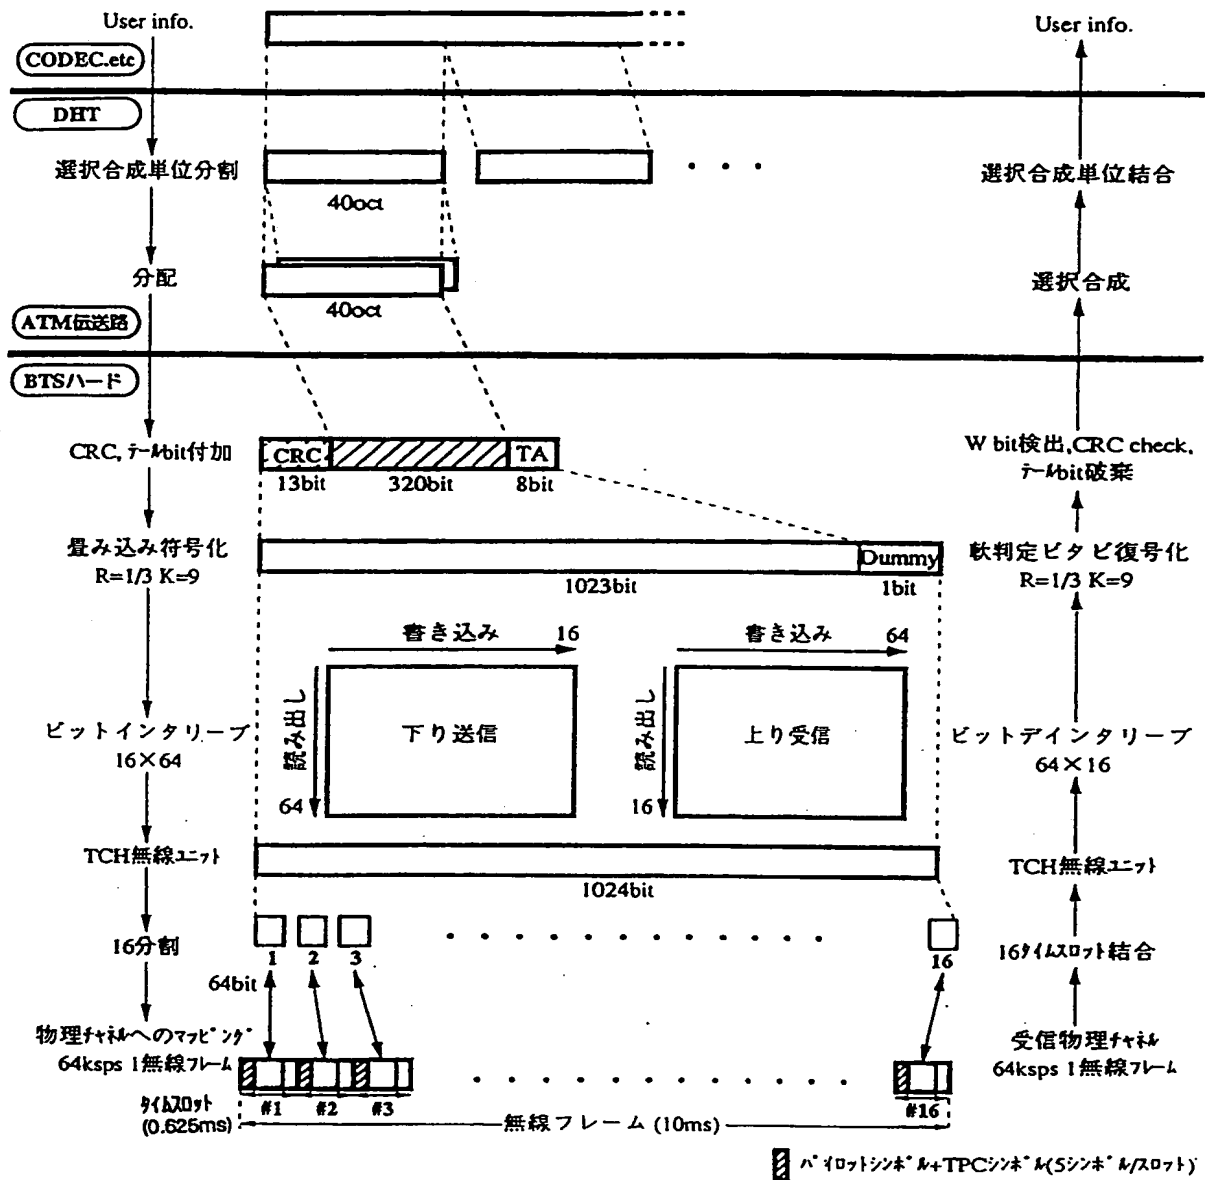 User info.
User info.
CODEC.etc
DHT
選択合成単位分割
40oct
選択合成単位結合
分配
40oct
選択合成
ATM伝送路
BTSハード
CRC, テールbit付加
CRC
TA
13bit
320bit
8bit
W bit検出,CRC check,
テールbit破棄
畳み込み符号化
R=1/3 K=9
Dummy
1023bit
1bit
軟判定ビタビ復号化
R=1/3 K=9
書き込み
16
書き込み
64
読み出し
下り送信
64
読み出し
上り受信
16
ビットインタリーブ
16×64
ビットデインタリーブ
64×16
TCH無線ユニット
1024bit
TCH無線ユニット
16分割
1
2
3
16
16タイムスロット結合
64bit
物理チャネルへのマッピング
64ksps 1無線フレーム
受信物理チャネル
64ksps 1無線フレーム
#1
#2
#3
#16
タイムスロット
(0.625ms)
無線フレーム (10ms)
パイロットシンボル+TPCシンボル(5シンボル/スロット)